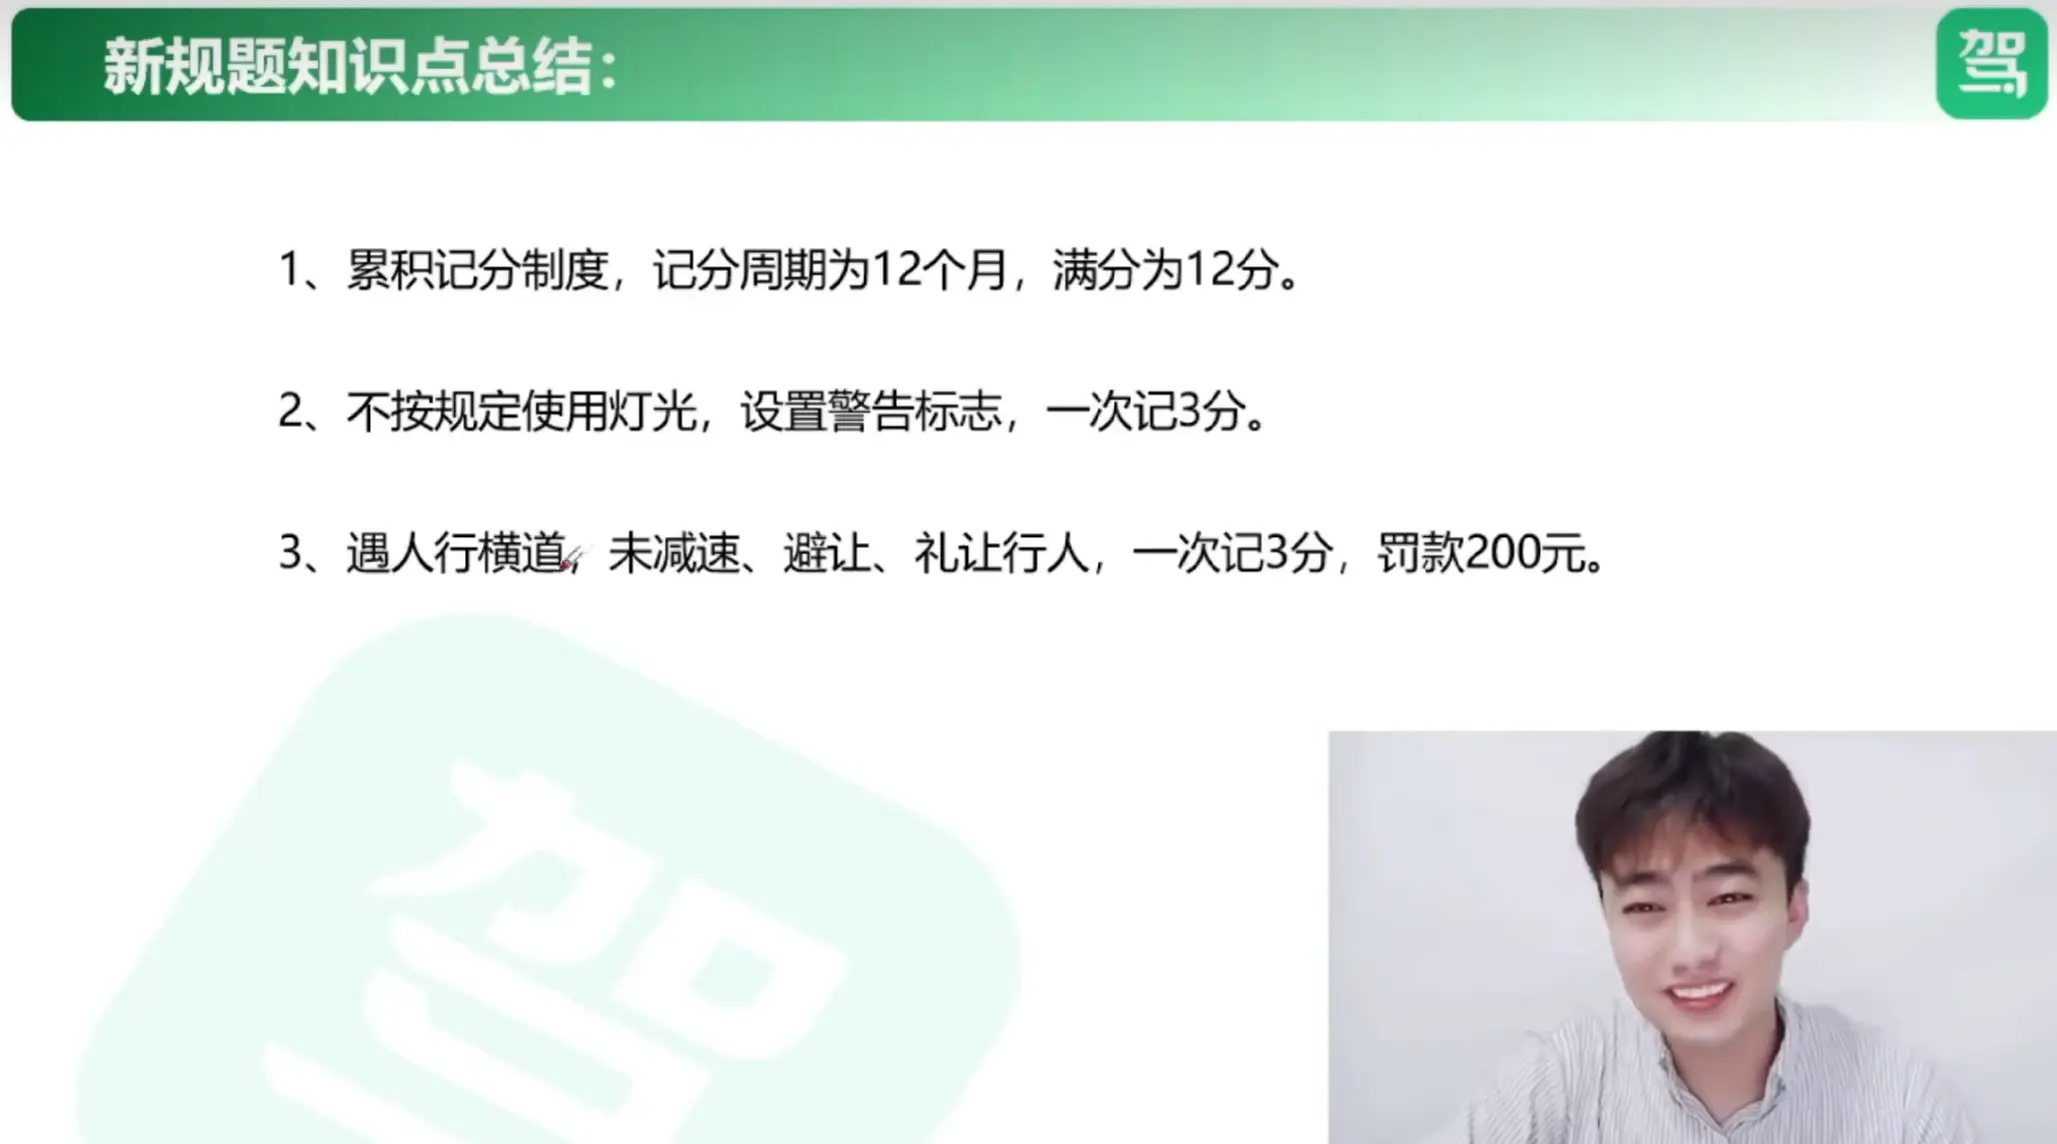 新规题知识点总结：
驾
1、累积记分制度，记分周期为12个月，满分为12分。
2、不按规定使用灯光，设置警告标志，一次记3分。
3、遇人行横道，未减速、避让、礼让行人，一次记3分，罚款200元。
驾